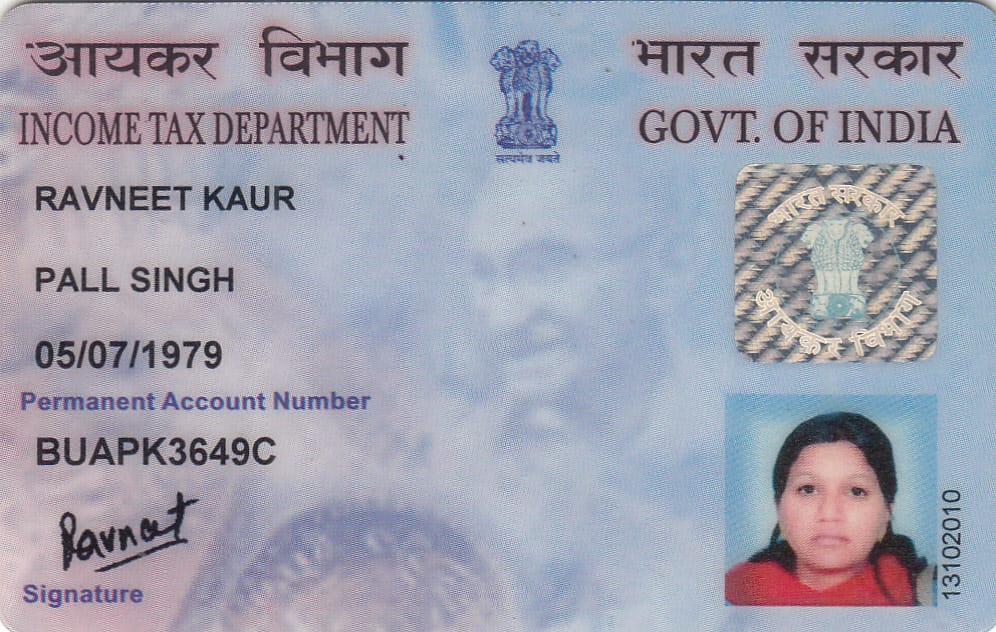 आयकर विभाग
भारत सरकार
INCOME TAX DEPARTMENT
GOVT. OF INDIA
सत्यमेव जयते
RAVNEET KAUR
भारत सरकार
आयकर विभाग
PALL SINGH
05/07/1979
Permanent Account Number
BUAPK3649C
Ravneet
Signature
13102010